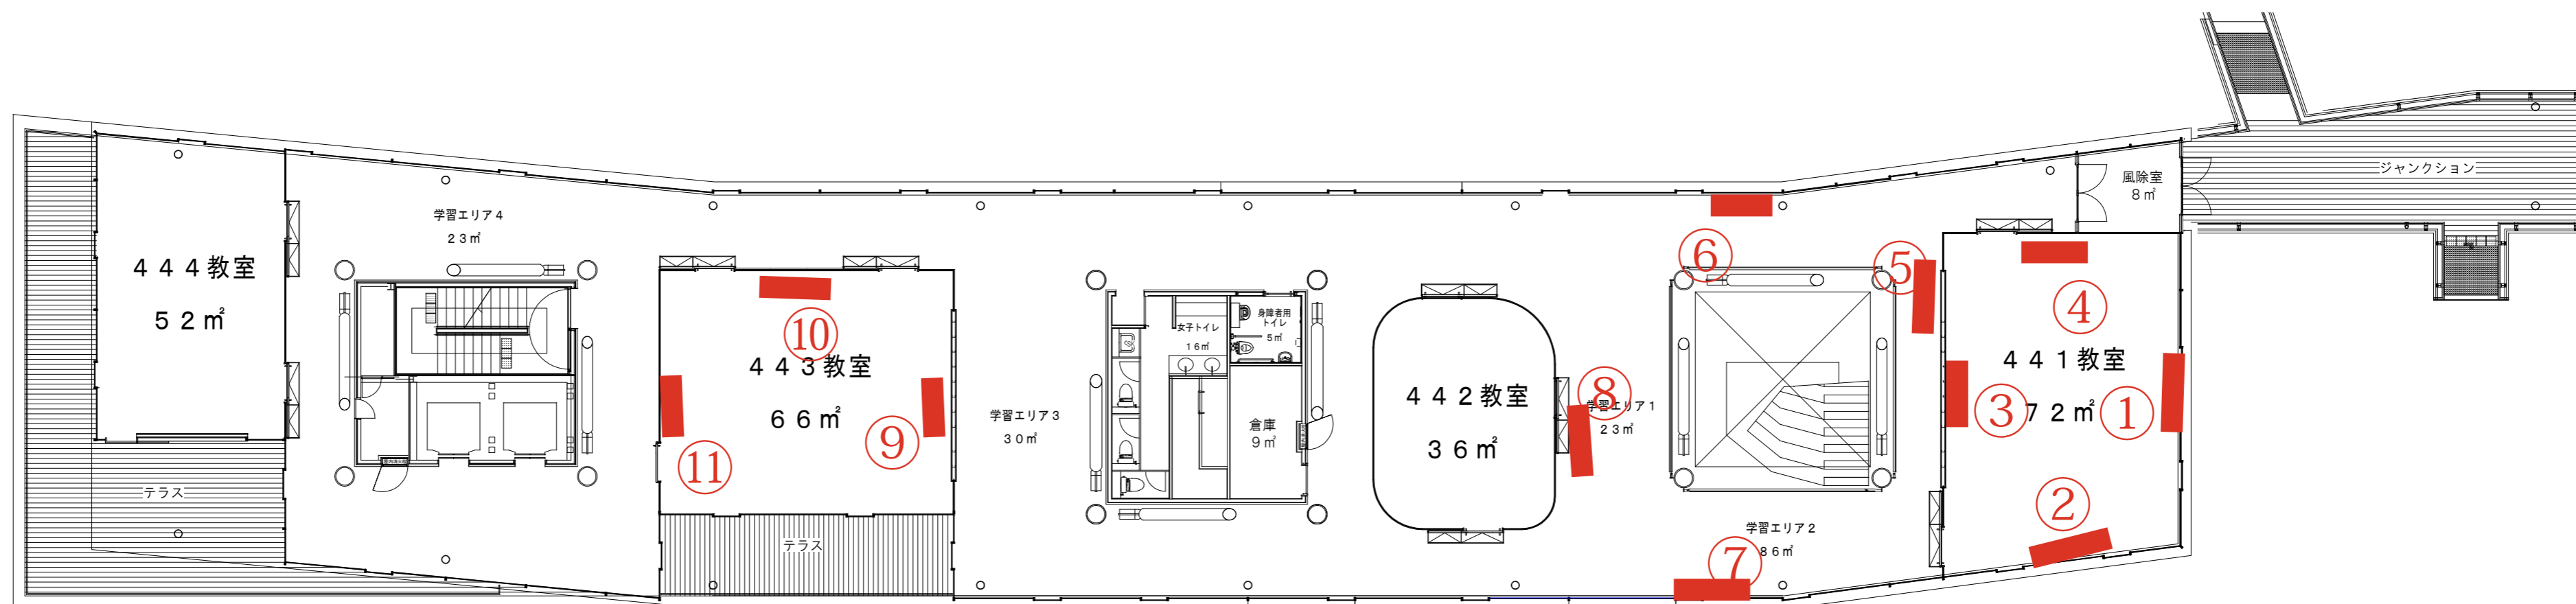 ジャンクション
風除室
8㎡
学習エリア4
23㎡
444教室
52㎡
テラス
⑩
443教室
66㎡
⑨
⑪
テラス
学習エリア3
30㎡
女子トイレ
16㎡
身障者用
トイレ
5㎡
倉庫
9㎡
442教室
36㎡
⑧
学習エリア1
23㎡
⑥
⑤
学習エリア2
86㎡
⑦
④
441教室
72㎡
③
①
②